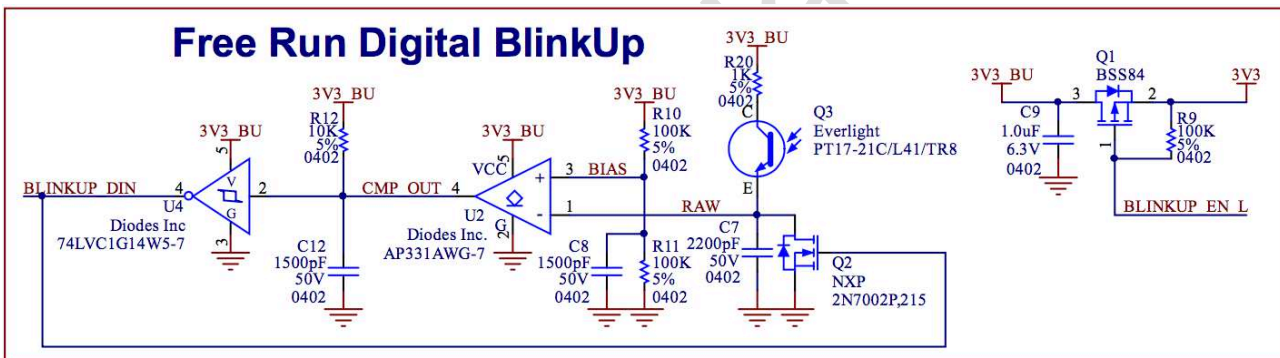 Free Run Digital BlinkUp
3V3_BU
R12
10K
5%
0402
3V3_BU
5
V
G
4
2
3
BLINKUP_DIN
U4
Diodes Inc
74LVC1G14W5-7
C12
1500pF
50V
0402
CMP_OUT
3V3_BU
VCC
5
4
+
-
G
2
3
1
U2
Diodes Inc.
AP331AWG-7
BIAS
RAW
3V3_BU
R10
100K
5%
0402
C8
1500pF
50V
0402
R11
100K
5%
0402
3V3_BU
R20
1K
5%
0402
C
E
Q3
Everlight
PT17-21C/L41/TR8
C7
2200pF
50V
0402
Q2
NXP
2N7002P,215
3V3_BU
Q1
BSS84
3
2
1
3V3
C9
1.0uF
6.3V
0402
R9
100K
5%
0402
BLINKUP_EN_L